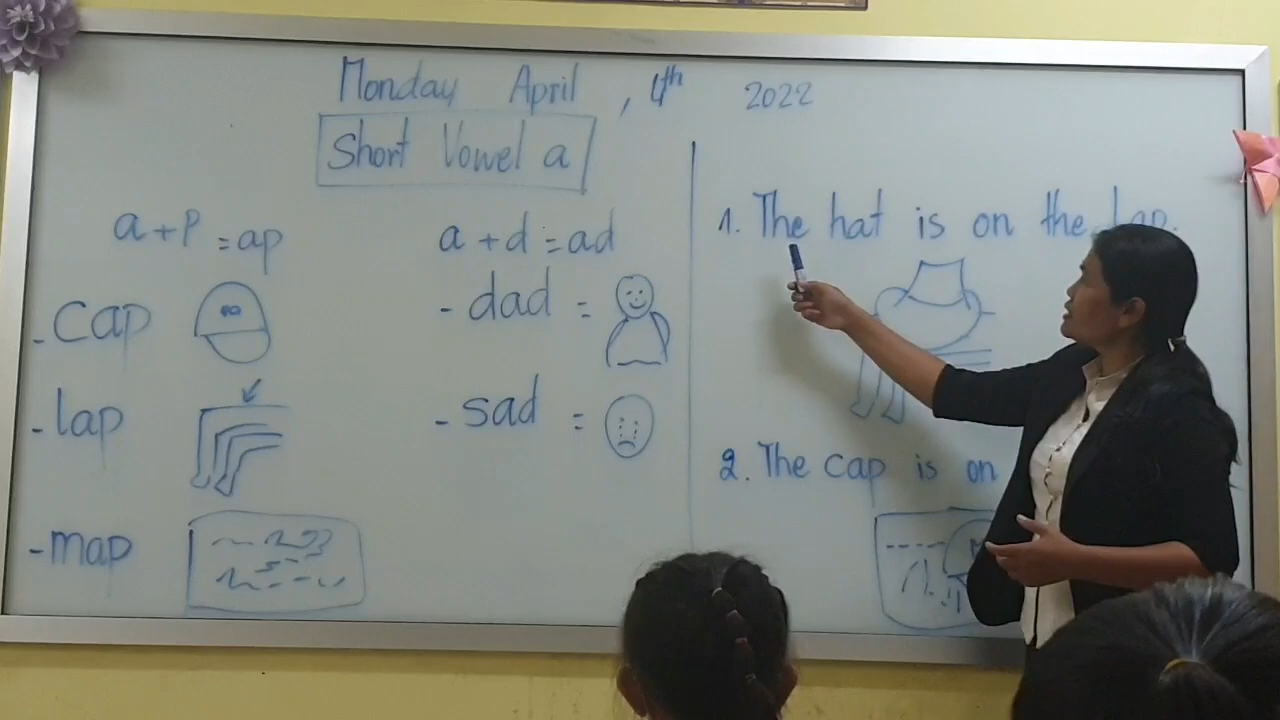 Monday April, 4th 2022
Short Vowel a
a + p = ap
- cap
- lap
- map
a + d = ad
- dad =
- sad =
1. The hat is on the lap.
2. The cap is on